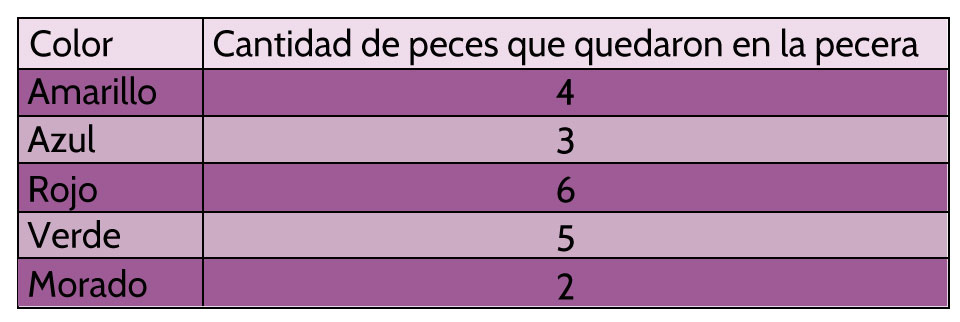 Color Cantidad de peces que quedaron en la pecera
Amarillo 4
Azul 3
Rojo 6
Verde 5
Morado 2